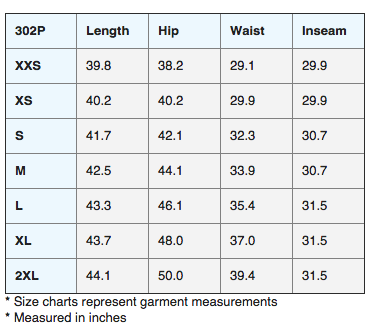 302P Length Hip Waist Inseam
XXS 39.8 38.2 29.1 29.9
XS 40.2 40.2 29.9 29.9
S 41.7 42.1 32.3 30.7
M 42.5 44.1 33.9 30.7
L 43.3 46.1 35.4 31.5
XL 43.7 48.0 37.0 31.5
2XL 44.1 50.0 39.4 31.5
* Size charts represent garment measurements
* Measured in inches